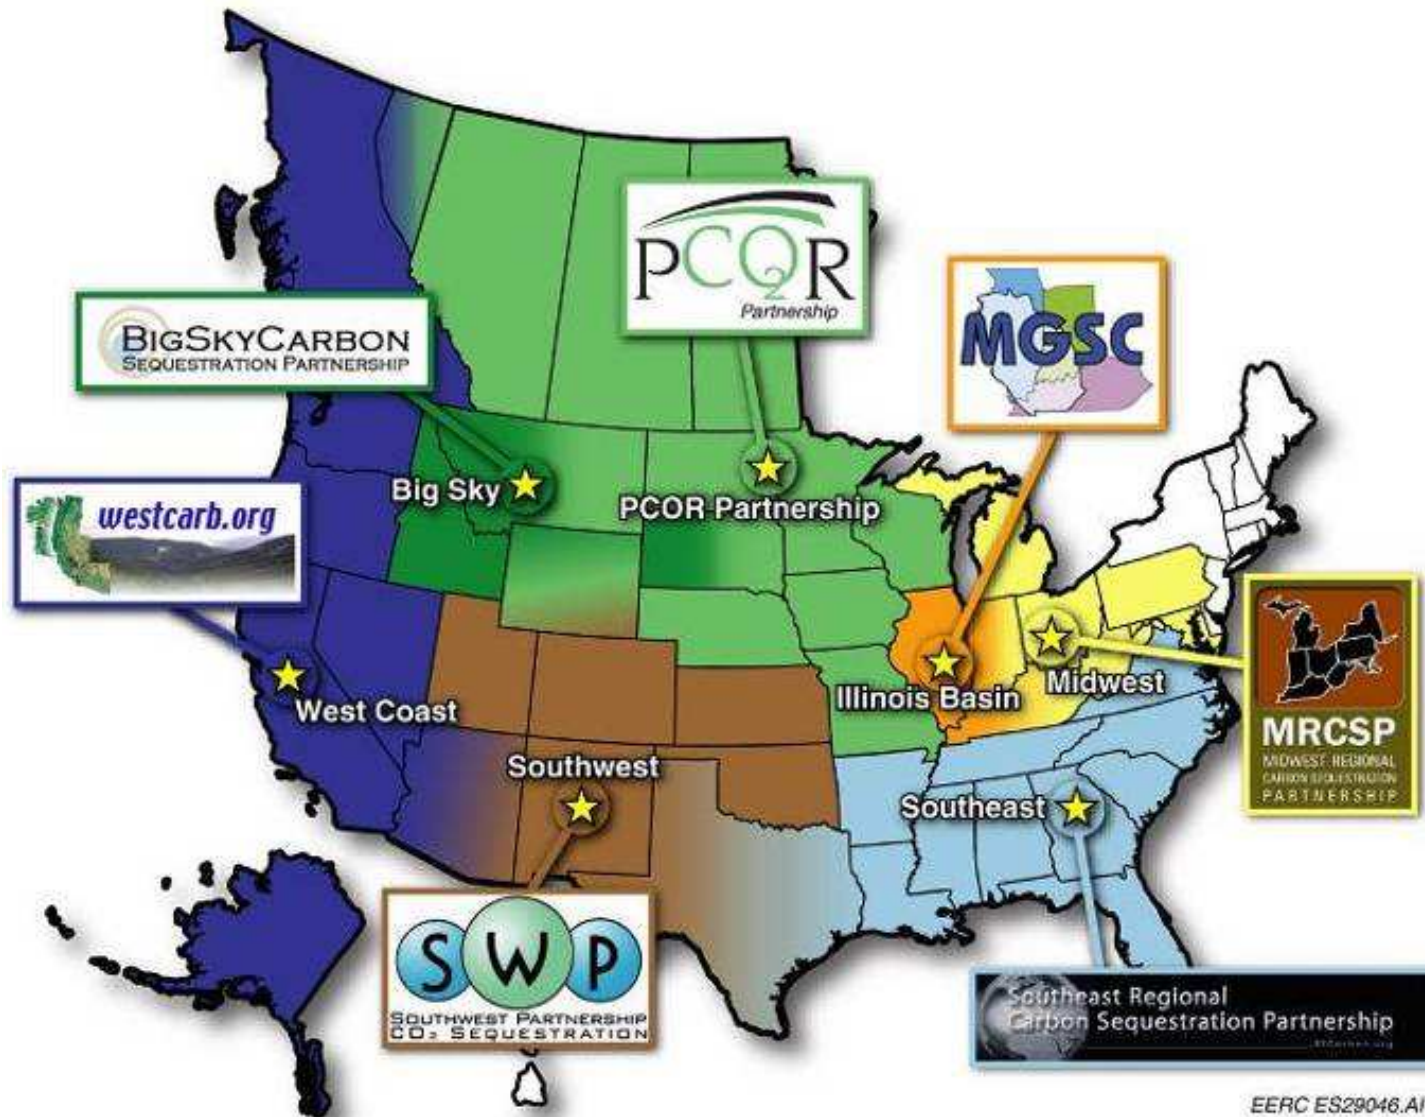 PCO2R
Partnership
MGSC
BIGSKYCARBON
SEQUESTRATION PARTNERSHIP
Big Sky
PCOR Partnership
westcarb.org
West Coast
Illinois Basin
Midwest
MRCSP
MIDWEST REGIONAL
CARBON SEQUESTRATION
PARTNERSHIP
Southwest
Southeast
SWP
SOUTHWEST PARTNERSHIP
CO2 SEQUESTRATION
Southeast Regional
Carbon Sequestration Partnership
EERC ES29046.AI